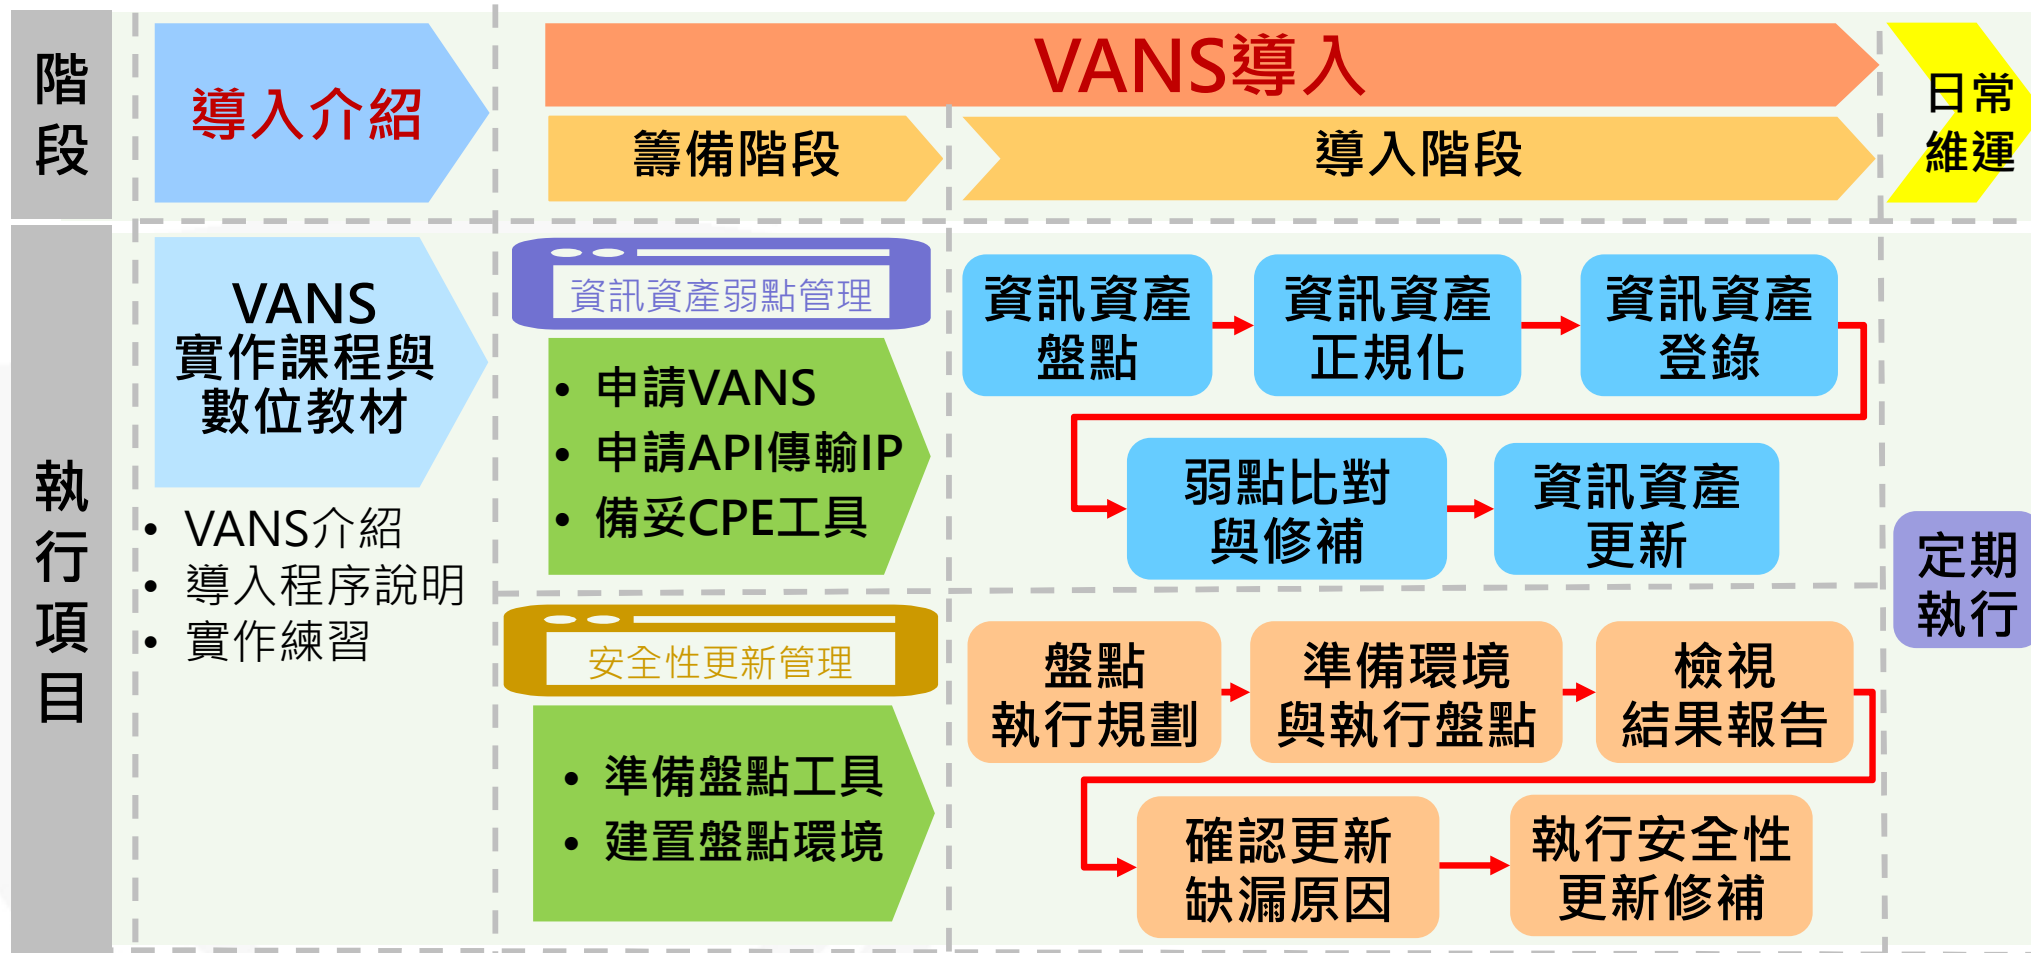 階
段
導入介紹
VANS導入
籌備階段
導入階段
日常
維運
執
行
項
目
VANS
實作課程與
數位教材
• VANS介紹
• 導入程序說明
• 實作練習
資訊資產弱點管理
• 申請VANS
• 申請API傳輸IP
• 備妥CPE工具
資訊資產
盤點
資訊資產
正規化
資訊資產
登錄
弱點比對
與修補
資訊資產
更新
安全性更新管理
• 準備盤點工具
• 建置盤點環境
盤點
執行規劃
準備環境
與執行盤點
檢視
結果報告
確認更新
缺漏原因
執行安全性
更新修補
定期
執行